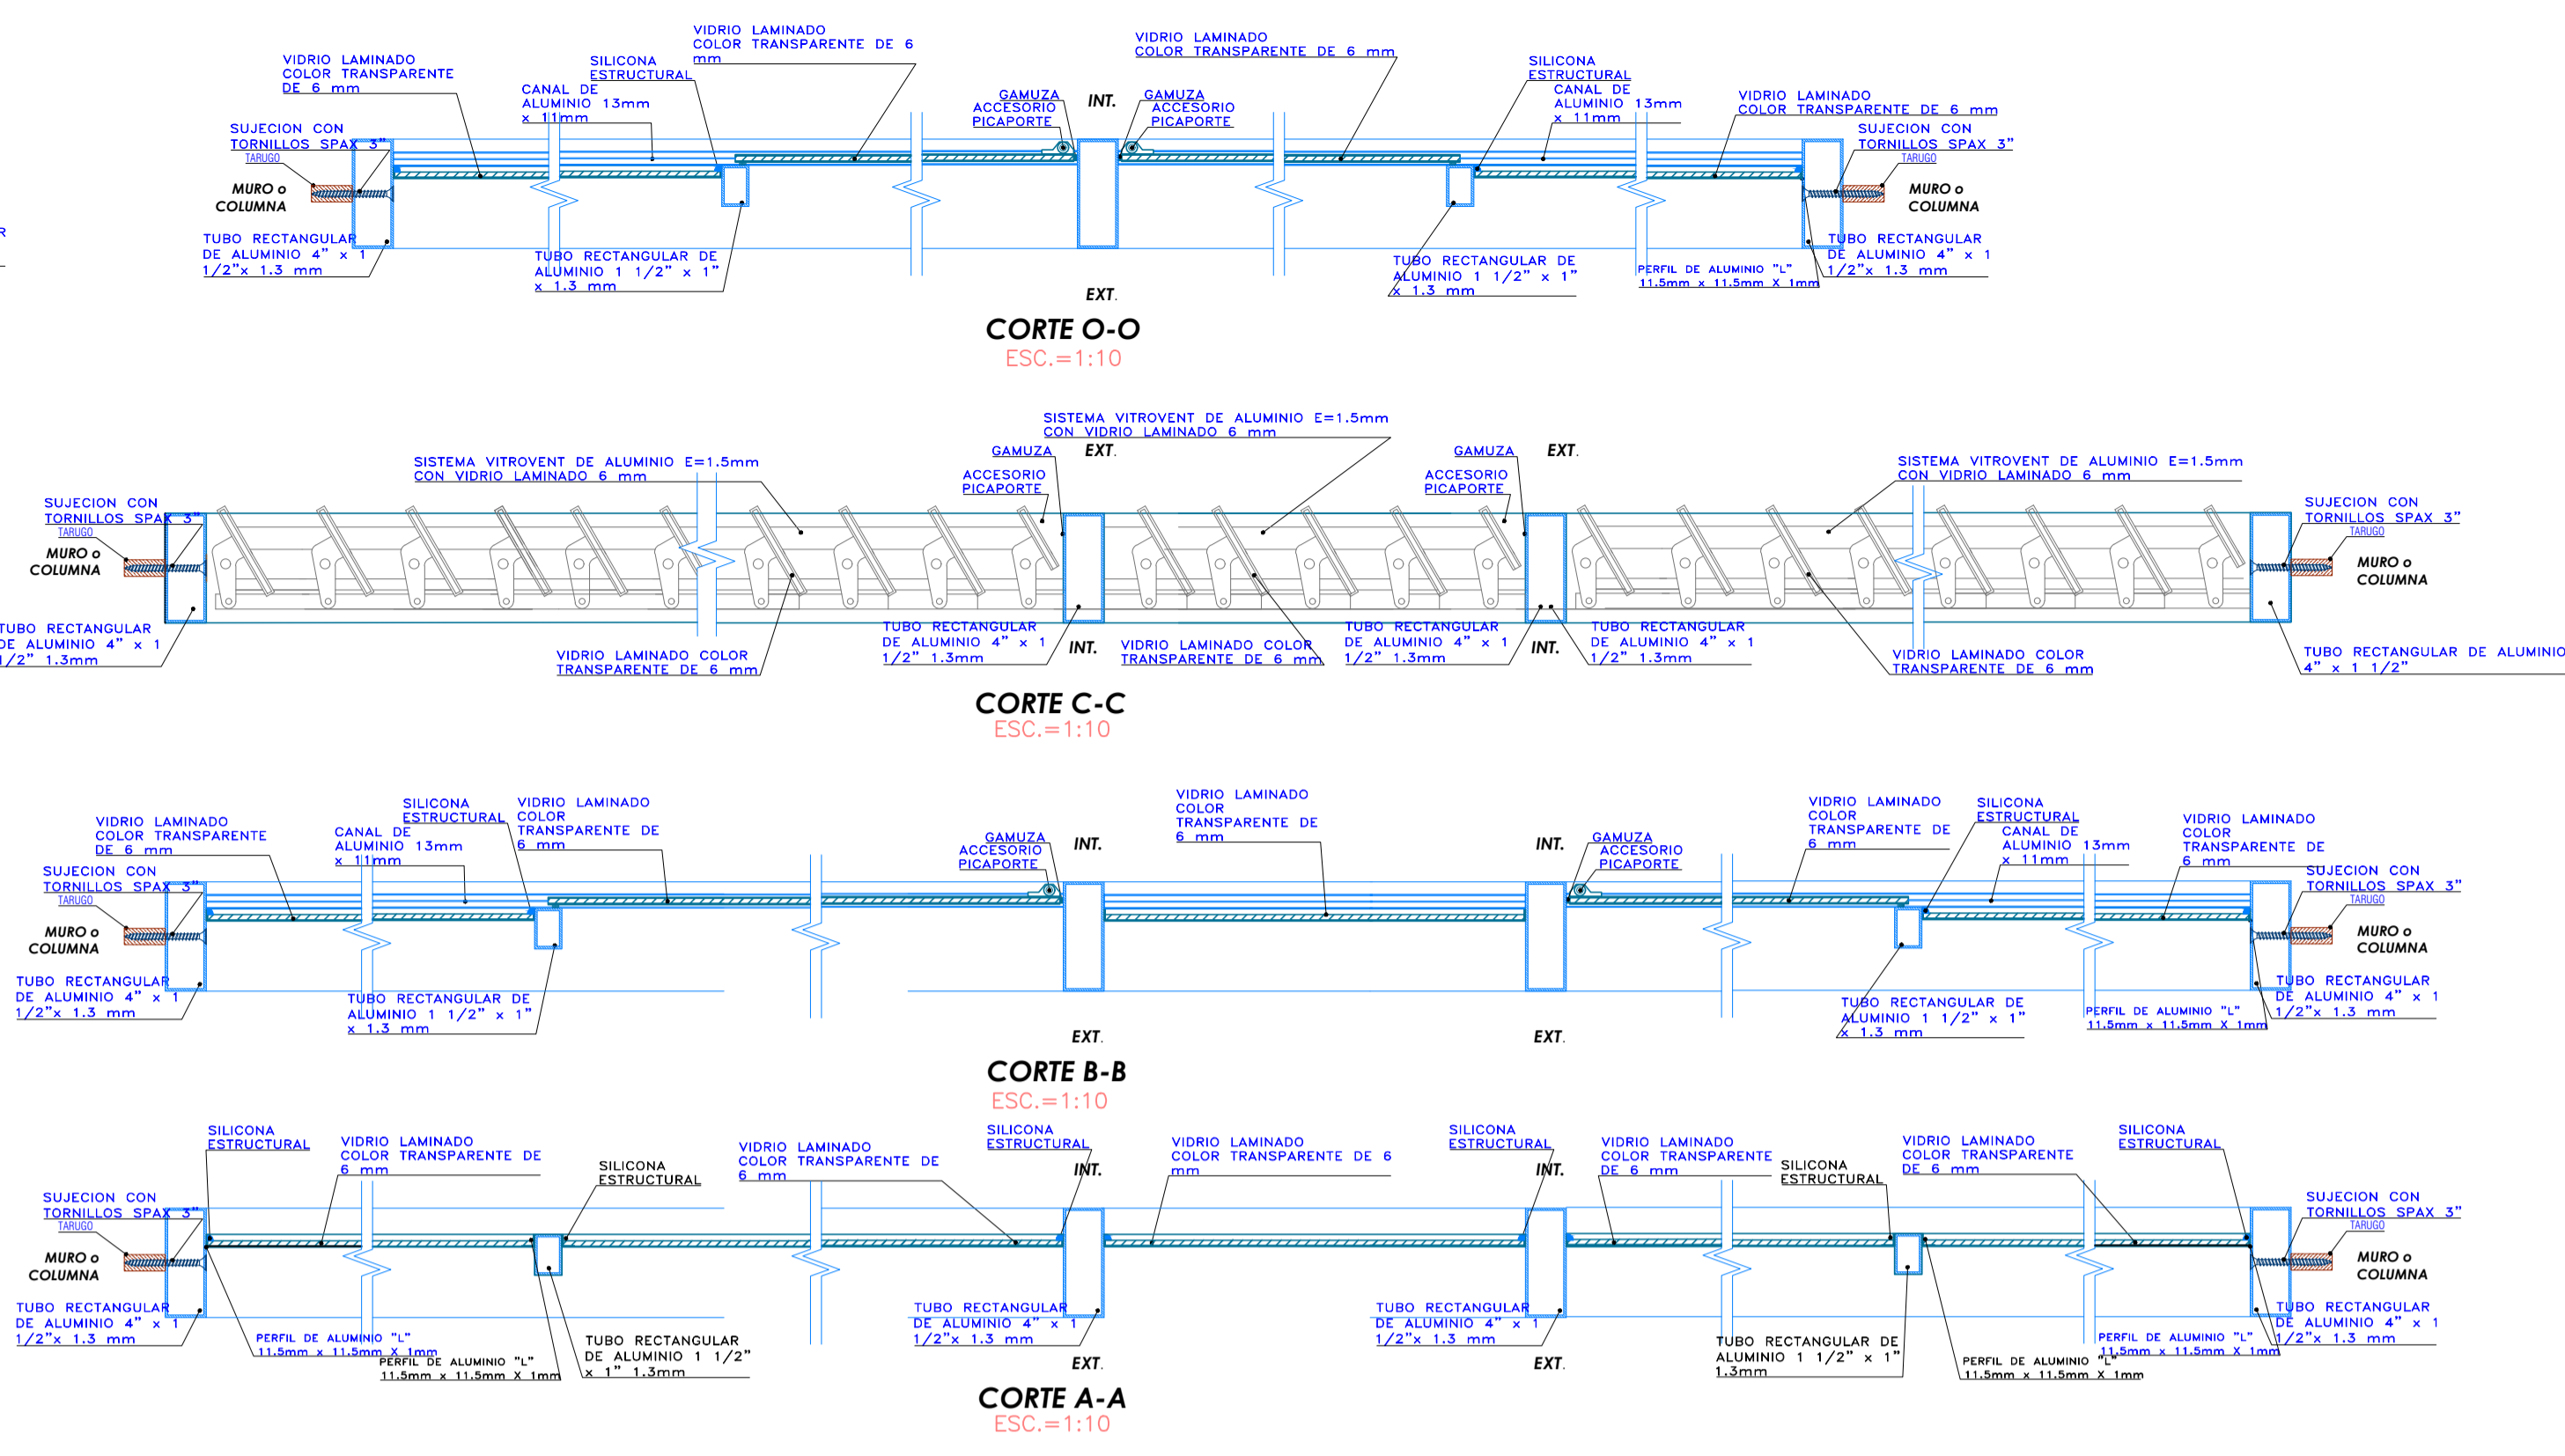 VIDRIO LAMINADO
COLOR TRANSPARENTE
DE 6 mm
SILICONA
ESTRUCTURAL
VIDRIO LAMINADO
COLOR TRANSPARENTE DE 6
mm
CANAL DE
ALUMINIO 13mm
x 11mm
SUJECION CON
TORNILLOS SPAX 3"
TARUGO
MURO o
COLUMNA
TUBO RECTANGULAR
DE ALUMINIO 4" x 1
1/2"x 1.3 mm
TUBO RECTANGULAR DE
ALUMINIO 1 1/2" x 1"
x 1.3 mm
GAMUZA
ACCESORIO
PICAPORTE
INT.
GAMUZA
ACCESORIO
PICAPORTE
VIDRIO LAMINADO
COLOR TRANSPARENTE DE 6 mm
SILICONA
ESTRUCTURAL
CANAL DE
ALUMINIO 13mm
x 11mm
VIDRIO LAMINADO
COLOR TRANSPARENTE DE 6 mm
SUJECION CON
TORNILLOS SPAX 3"
TARUGO
MURO o
COLUMNA
TUBO RECTANGULAR DE
ALUMINIO 1 1/2" x 1"
x 1.3 mm
PERFIL DE ALUMINIO "L"
11.5mm x 11.5mm X 1mm
TUBO RECTANGULAR
DE ALUMINIO 4" x 1
1/2"x 1.3 mm
EXT.
CORTE O-O
ESC.=1:10
R
SISTEMA VITROVENT DE ALUMINIO E=1.5mm
CON VIDRIO LAMINADO 6 mm
SISTEMA VITROVENT DE ALUMINIO E=1.5mm
CON VIDRIO LAMINADO 6 mm
EXT.
GAMUZA
ACCESORIO
PICAPORTE
GAMUZA
ACCESORIO
PICAPORTE
EXT.
SISTEMA VITROVENT DE ALUMINIO E=1.5mm
CON VIDRIO LAMINADO 6 mm
SUJECION CON
TORNILLOS SPAX 3"
TARUGO
MURO o
COLUMNA
SUJECION CON
TORNILLOS SPAX 3"
TARUGO
MURO o
COLUMNA
TUBO RECTANGULAR
DE ALUMINIO 4" x 1
1/2" 1.3mm
VIDRIO LAMINADO COLOR
TRANSPARENTE DE 6 mm
TUBO RECTANGULAR
DE ALUMINIO 4" x 1
1/2" 1.3mm
INT.
VIDRIO LAMINADO COLOR
TRANSPARENTE DE 6 mm
TUBO RECTANGULAR
DE ALUMINIO 4" x 1
1/2" 1.3mm
INT.
TUBO RECTANGULAR
DE ALUMINIO 4" x 1
1/2" 1.3mm
VIDRIO LAMINADO COLOR
TRANSPARENTE DE 6 mm
TUBO RECTANGULAR DE ALUMINIO
4" x 1 1/2"
CORTE C-C
ESC.=1:10
VIDRIO LAMINADO
COLOR TRANSPARENTE
DE 6 mm
CANAL DE
ALUMINIO 13mm
x 11mm
SILICONA
ESTRUCTURAL
VIDRIO LAMINADO
COLOR
TRANSPARENTE DE
6 mm
GAMUZA
ACCESORIO
PICAPORTE
INT.
VIDRIO LAMINADO
COLOR
TRANSPARENTE DE
6 mm
INT.
GAMUZA
ACCESORIO
PICAPORTE
VIDRIO LAMINADO
COLOR
TRANSPARENTE DE
6 mm
SILICONA
ESTRUCTURAL
CANAL DE
ALUMINIO 13mm
x 11mm
VIDRIO LAMINADO
COLOR
TRANSPARENTE DE
6 mm
SUJECION CON
TORNILLOS SPAX 3"
TARUGO
MURO o
COLUMNA
SUJECION CON
TORNILLOS SPAX 3"
TARUGO
MURO o
COLUMNA
TUBO RECTANGULAR
DE ALUMINIO 4" x 1
1/2"x 1.3 mm
TUBO RECTANGULAR DE
ALUMINIO 1 1/2" x 1"
x 1.3 mm
EXT.
EXT.
TUBO RECTANGULAR DE
ALUMINIO 1 1/2" x 1"
x 1.3 mm
PERFIL DE ALUMINIO "L"
11.5mm x 11.5mm X 1mm
TUBO RECTANGULAR
DE ALUMINIO 4" x 1
1/2"x 1.3 mm
CORTE B-B
ESC.=1:10
SILICONA
ESTRUCTURAL
VIDRIO LAMINADO
COLOR TRANSPARENTE DE
6 mm
SILICONA
ESTRUCTURAL
VIDRIO LAMINADO
COLOR TRANSPARENTE DE
6 mm
SILICONA
ESTRUCTURAL
INT.
VIDRIO LAMINADO
COLOR TRANSPARENTE DE 6
mm
SILICONA
ESTRUCTURAL
INT.
VIDRIO LAMINADO
COLOR TRANSPARENTE
DE 6 mm
SILICONA
ESTRUCTURAL
VIDRIO LAMINADO
COLOR TRANSPARENTE
DE 6 mm
SILICONA
ESTRUCTURAL
SUJECION CON
TORNILLOS SPAX 3"
TARUGO
MURO o
COLUMNA
SUJECION CON
TORNILLOS SPAX 3"
TARUGO
MURO o
COLUMNA
TUBO RECTANGULAR
DE ALUMINIO 4" x 1
1/2"x 1.3 mm
PERFIL DE ALUMINIO "L"
11.5mm x 11.5mm X 1mm
PERFIL DE ALUMINIO "L"
11.5mm x 11.5mm X 1mm
TUBO RECTANGULAR
DE ALUMINIO 1 1/2"
x 1" 1.3mm
TUBO RECTANGULAR
DE ALUMINIO 4" x 1
1/2"x 1.3 mm
EXT.
TUBO RECTANGULAR
DE ALUMINIO 4" x 1
1/2"x 1.3 mm
EXT.
TUBO RECTANGULAR DE
ALUMINIO 1 1/2" x 1"
1.3mm
PERFIL DE ALUMINIO "L"
11.5mm x 11.5mm X 1mm
PERFIL DE ALUMINIO "L"
11.5mm x 11.5mm X 1mm
TUBO RECTANGULAR
DE ALUMINIO 4" x 1
1/2"x 1.3 mm
CORTE A-A
ESC.=1:10